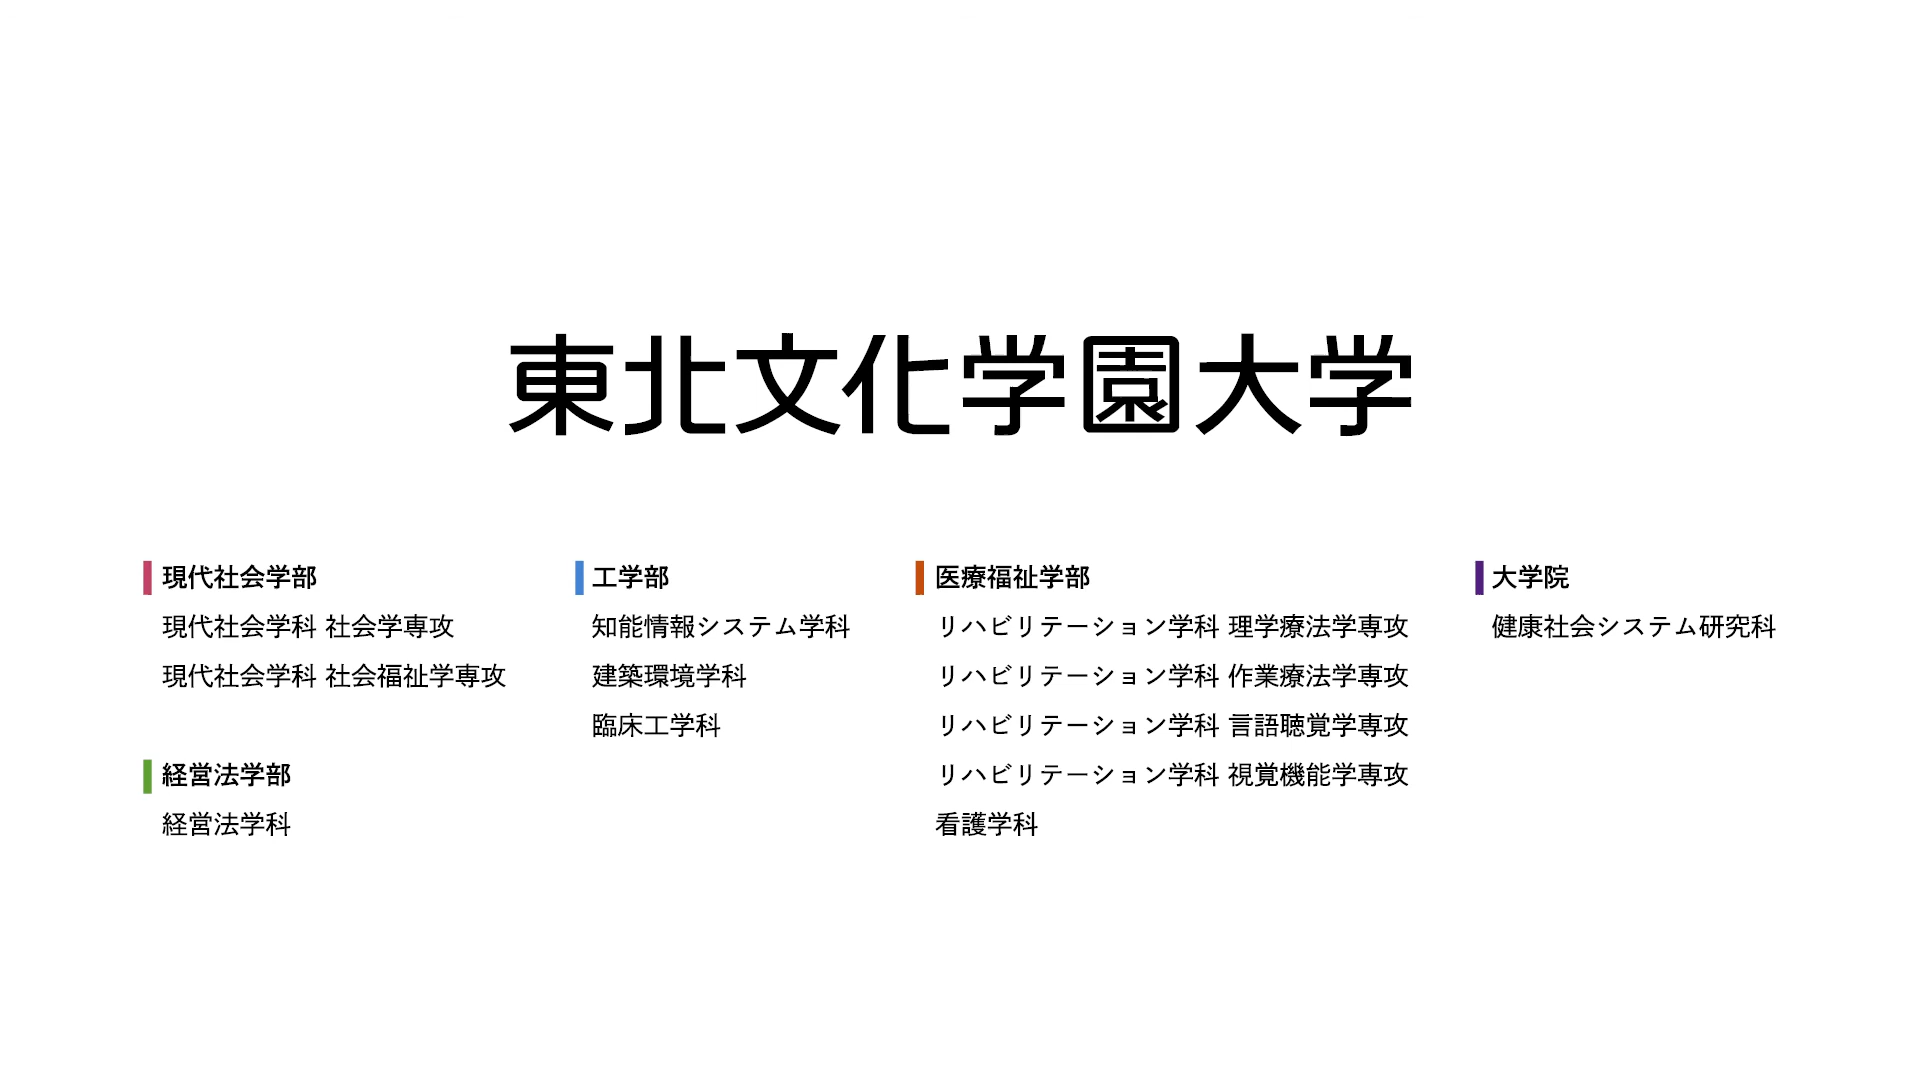 東北文化学園大学
現代社会学部
現代社会学科 社会学専攻
現代社会学科 社会福祉学専攻
経営法学部
経営法学科
工学部
知能情報システム学科
建築環境学科
臨床工学科
医療福祉学部
リハビリテーション学科 理学療法学専攻
リハビリテーション学科 作業療法学専攻
リハビリテーション学科 言語聴覚学専攻
リハビリテーション学科 視覚機能学専攻
看護学科
大学院
健康社会システム研究科